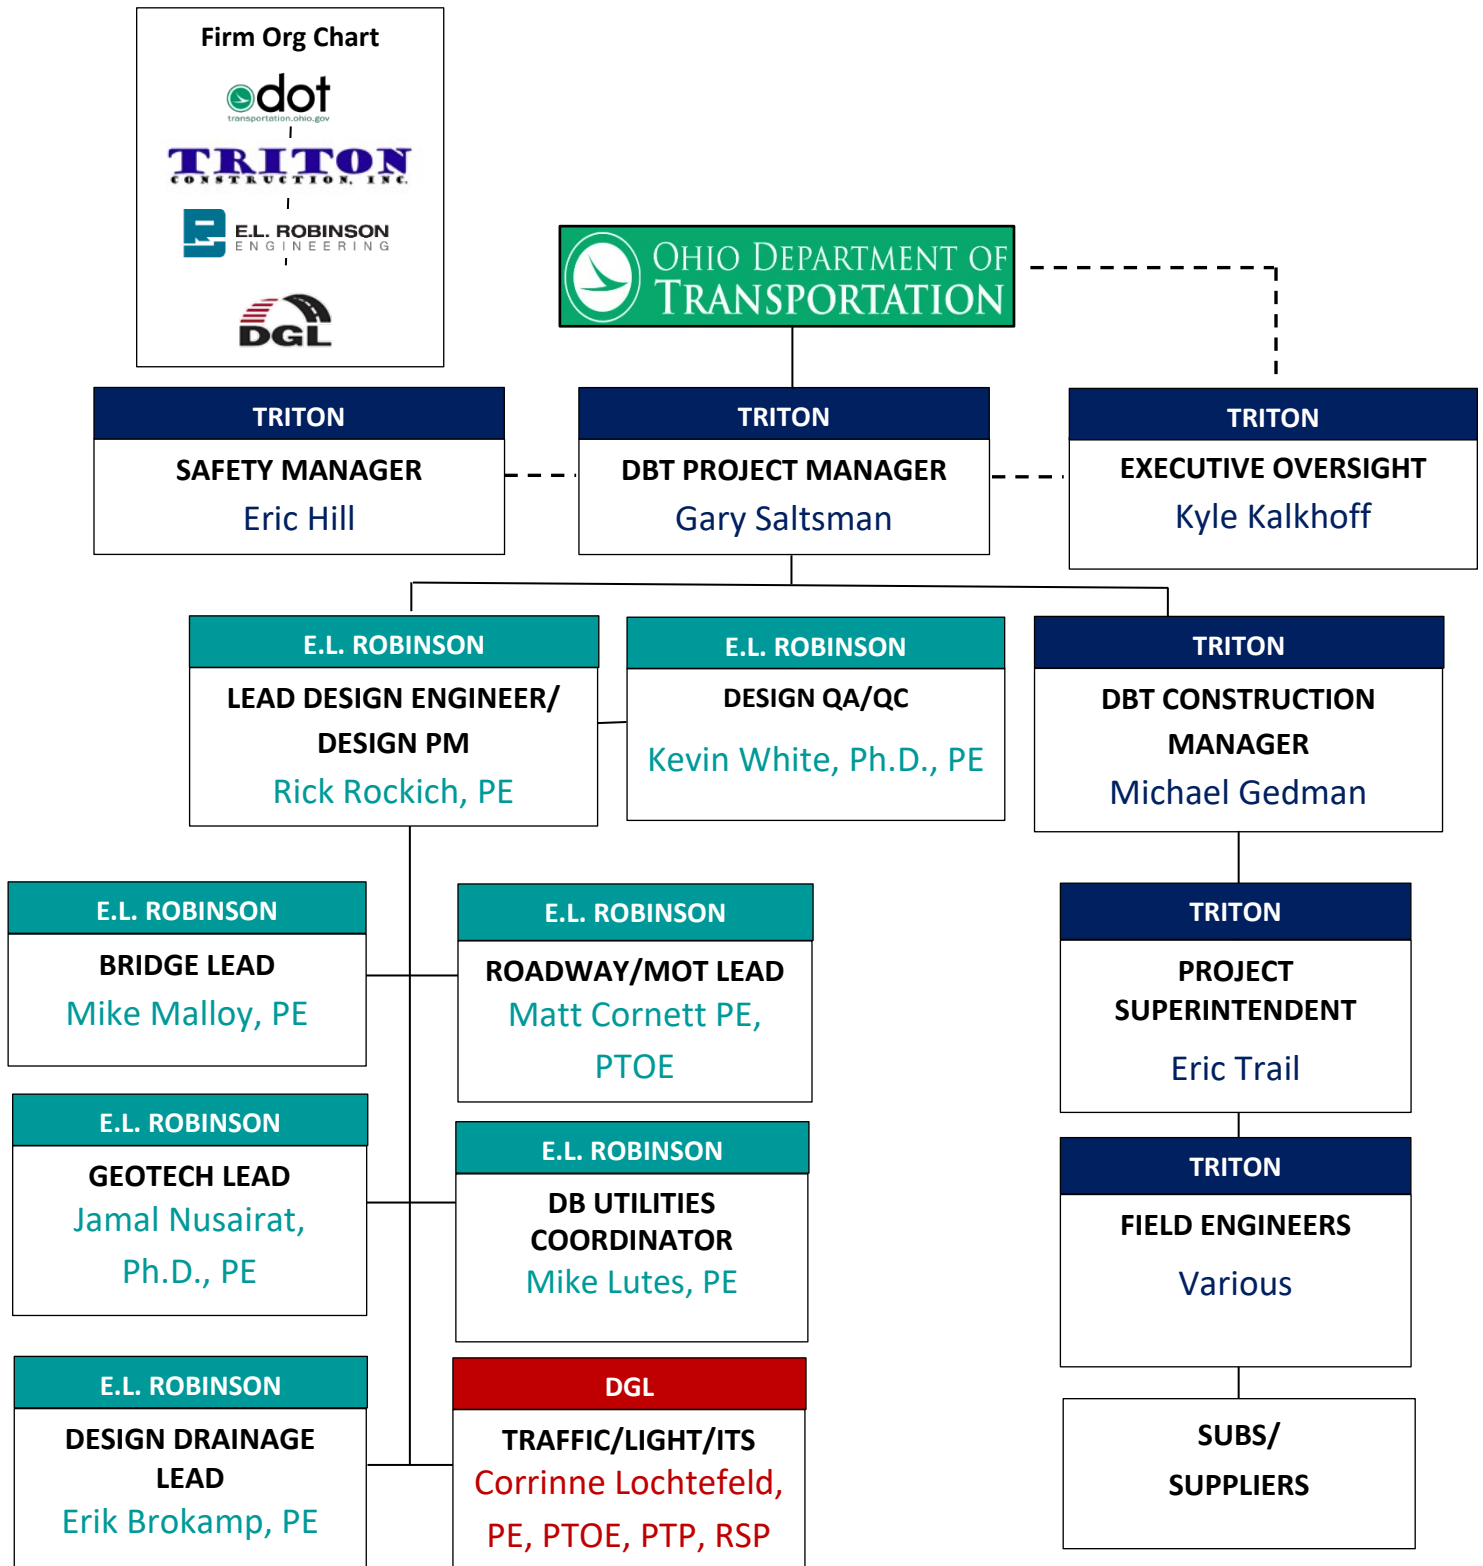 Firm Org Chart
odot
transportation.ohio.gov
TRITON
CONSTRUCTION, INC.
E.L. ROBINSON
ENGINEERING
DGL
OHIO DEPARTMENT OF
TRANSPORTATION
TRITON
SAFETY MANAGER
Eric Hill
TRITON
DBT PROJECT MANAGER
Gary Saltsman
TRITON
EXECUTIVE OVERSIGHT
Kyle Kalkhoff
E.L. ROBINSON
LEAD DESIGN ENGINEER/
DESIGN PM
Rick Rockich, PE
E.L. ROBINSON
DESIGN QA/QC
Kevin White, Ph.D., PE
TRITON
DBT CONSTRUCTION
MANAGER
Michael Gedman
E.L. ROBINSON
BRIDGE LEAD
Mike Malloy, PE
E.L. ROBINSON
ROADWAY/MOT LEAD
Matt Cornett PE,
PTOE
TRITON
PROJECT
SUPERINTENDENT
Eric Trail
E.L. ROBINSON
GEOTECH LEAD
Jamal Nusairat,
Ph.D., PE
E.L. ROBINSON
DB UTILITIES
COORDINATOR
Mike Lutes, PE
TRITON
FIELD ENGINEERS
Various
E.L. ROBINSON
DESIGN DRAINAGE
LEAD
Erik Brokamp, PE
DGL
TRAFFIC/LIGHT/ITS
Corrinne Lochtefeld,
PE, PTOE, PTP, RSP
SUBS/
SUPPLIERS